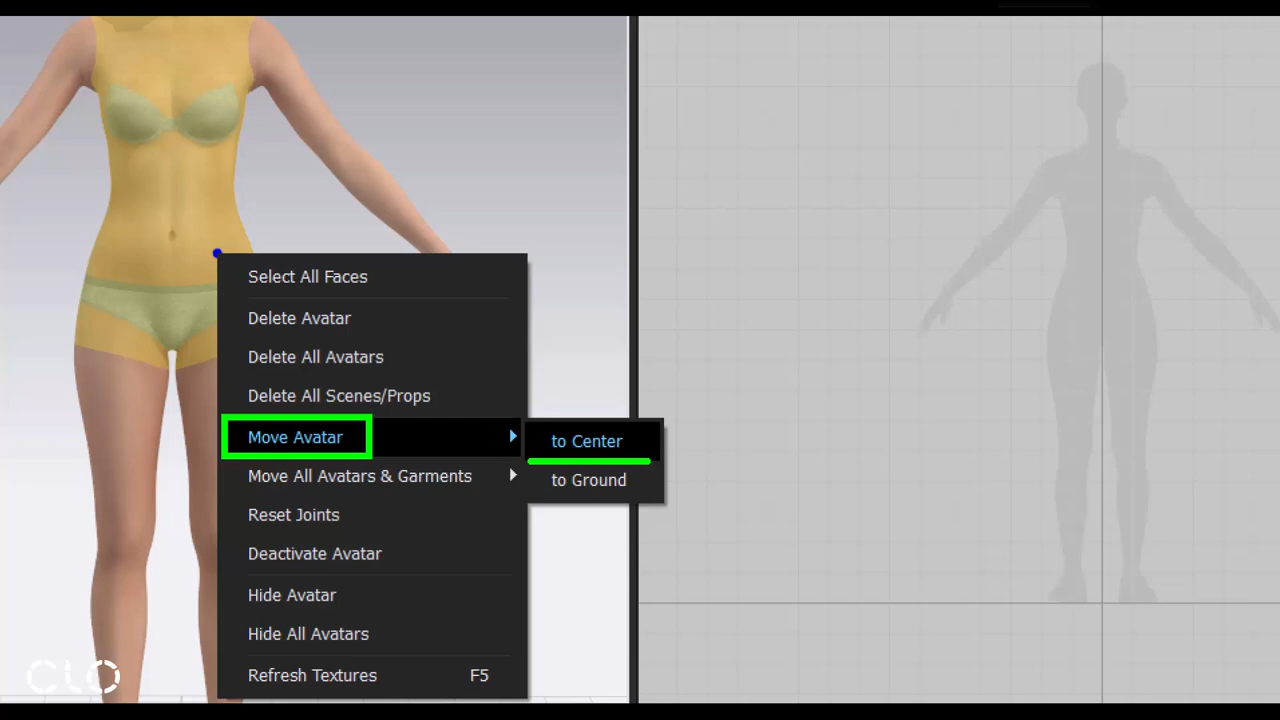 Select All Faces
Delete Avatar
Delete All Avatars
Delete All Scenes/Props
Move Avatar
to Center
Move All Avatars & Garments
to Ground
Reset Joints
Deactivate Avatar
Hide Avatar
Hide All Avatars
Refresh Textures F5
CLO